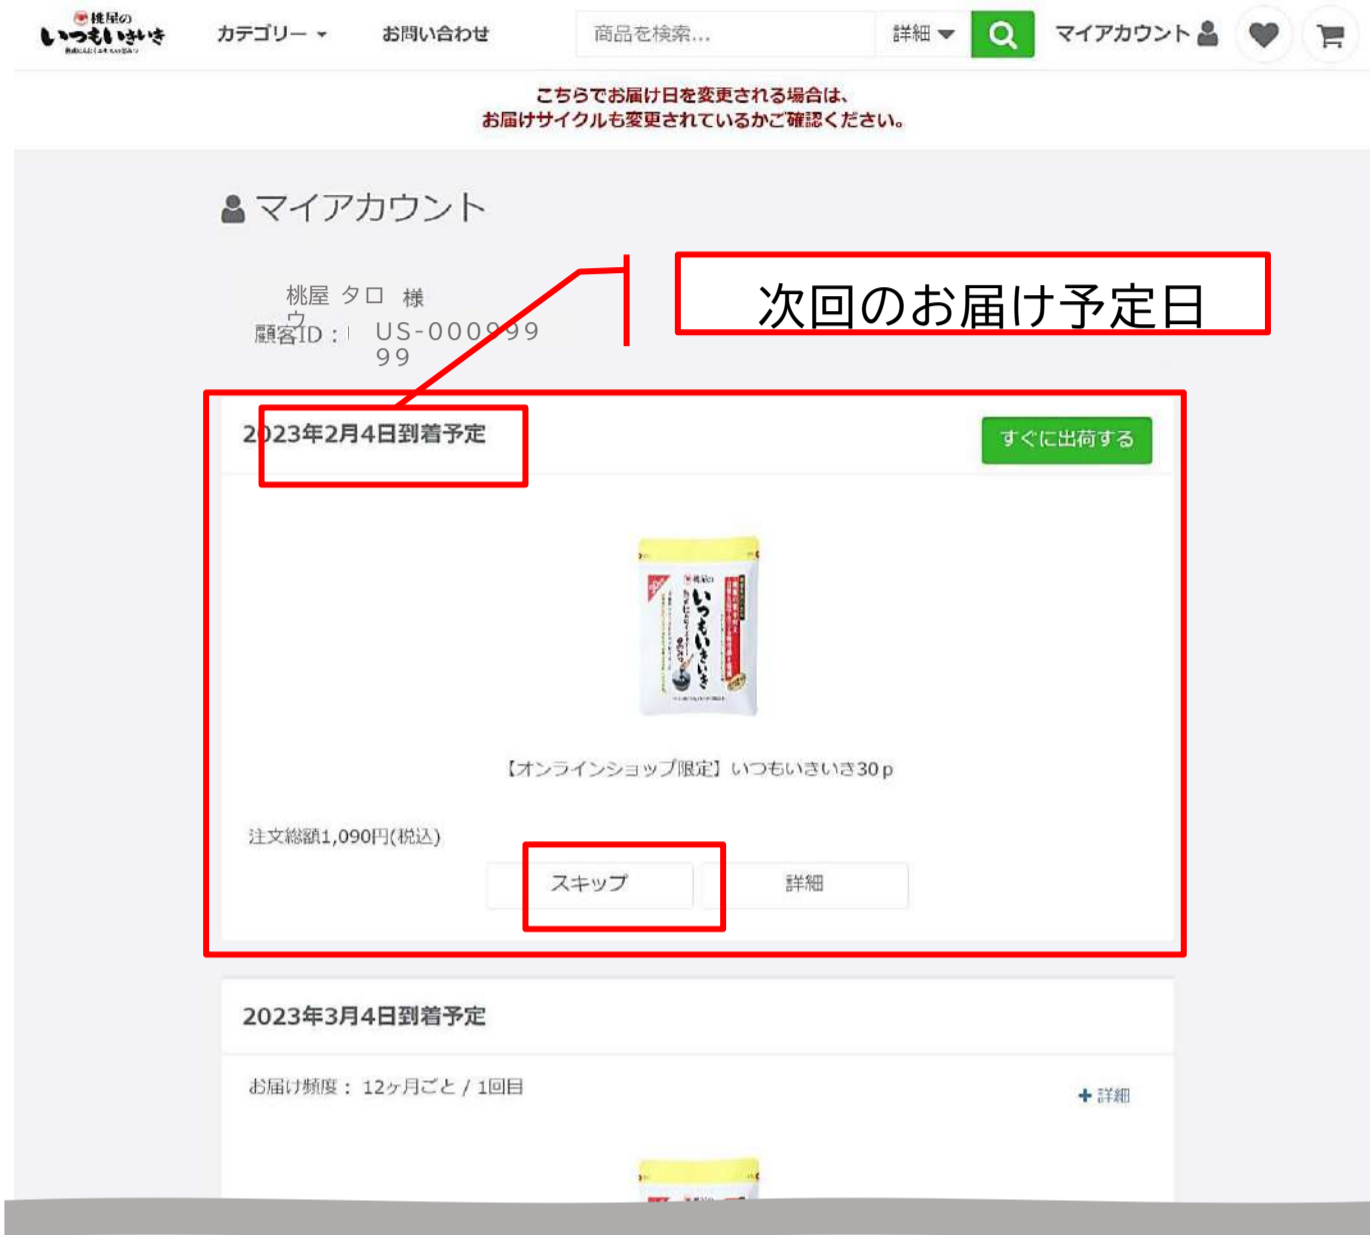 桃屋の
いつもいきいき
カテゴリー
お問い合わせ
商品を検索...
詳細
マイアカウント
こちらでお届け日を変更される場合は、
お届けサイクルも変更されているかご確認ください。
マイアカウント
桃屋 タロウ 様
顧客ID: US-00099999
次回のお届け予定日
2023年2月4日到着予定
すぐに出荷する
桃屋の
いつもいきいき
【オンラインショップ限定】いつもいきいき30p
注文総額1,090円(税込)
スキップ
詳細
2023年3月4日到着予定
お届け頻度： 12ヶ月ごと / 1回目
+ 詳細